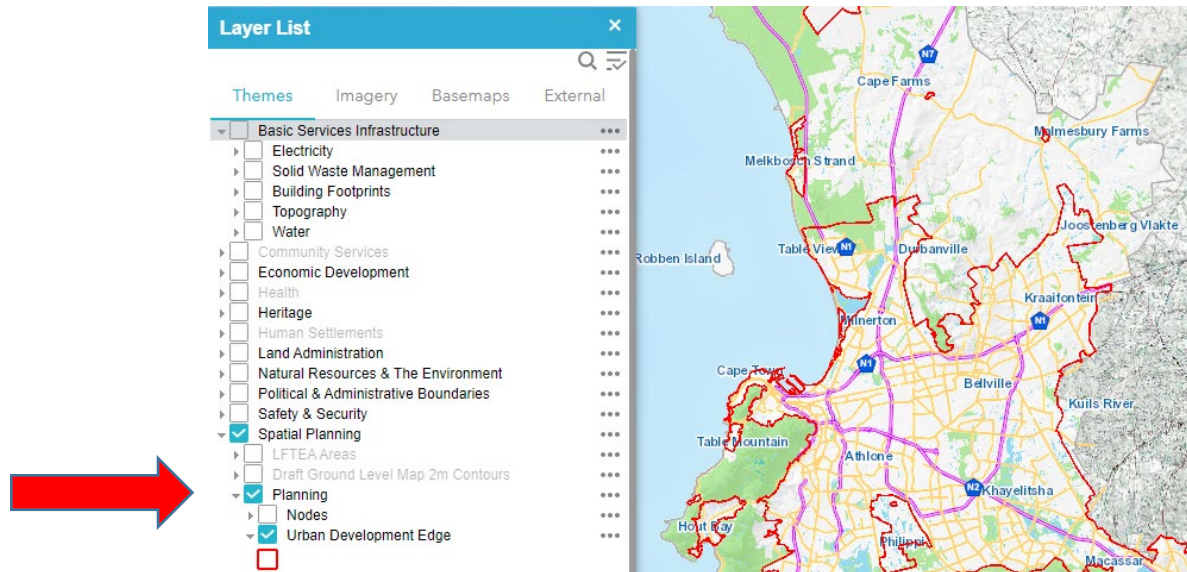 Layer List
×
Themes Imagery Basemaps External
Basic Services Infrastructure
Electricity
Solid Waste Management
Building Footprints
Topography
Water
Community Services
Economic Development
Health
Heritage
Human Settlements
Land Administration
Natural Resources & The Environment
Political & Administrative Boundaries
Safety & Security
Spatial Planning
LFTEA Areas
Draft Ground Level Map 2m Contours
Planning
Nodes
Urban Development Edge
N7
Cape Farms
Malmesbury Farms
Melkbosch Strand
Joostenberg Vlakte
Table View N1 Durbanville
Robben Island
Kraaifontein
Milnerton N1
N1
Cape Town
Bellville
Kuils River
Table Mountain
Athlone
N2 Khayelitsha
Hout Bay
Philippi
Macassar